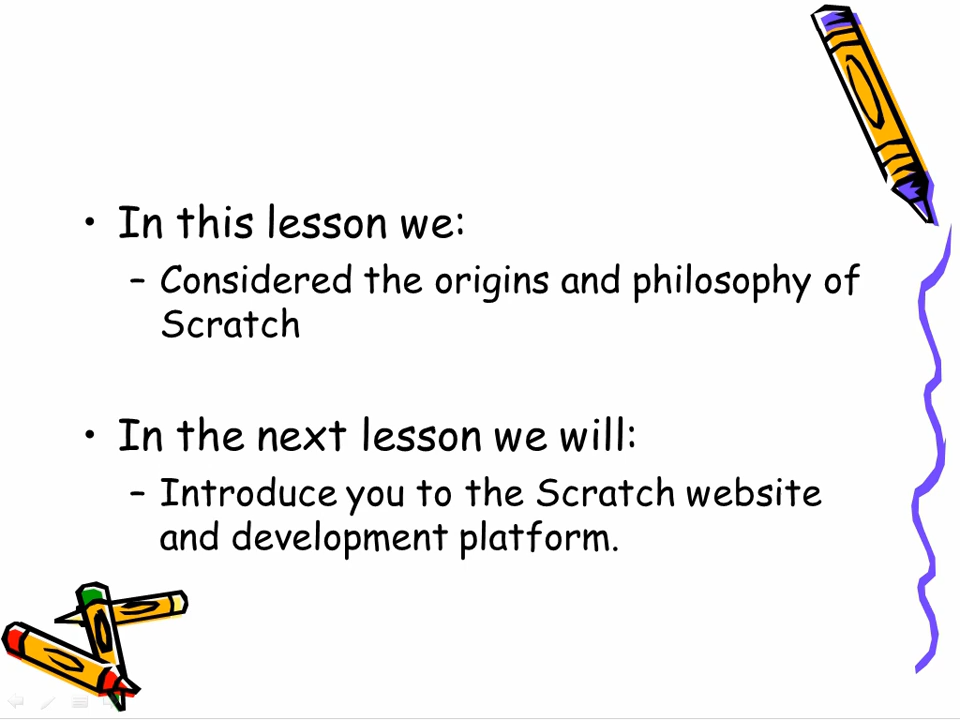 • In this lesson we:
– Considered the origins and philosophy of
Scratch
• In the next lesson we will:
– Introduce you to the Scratch website
and development platform.